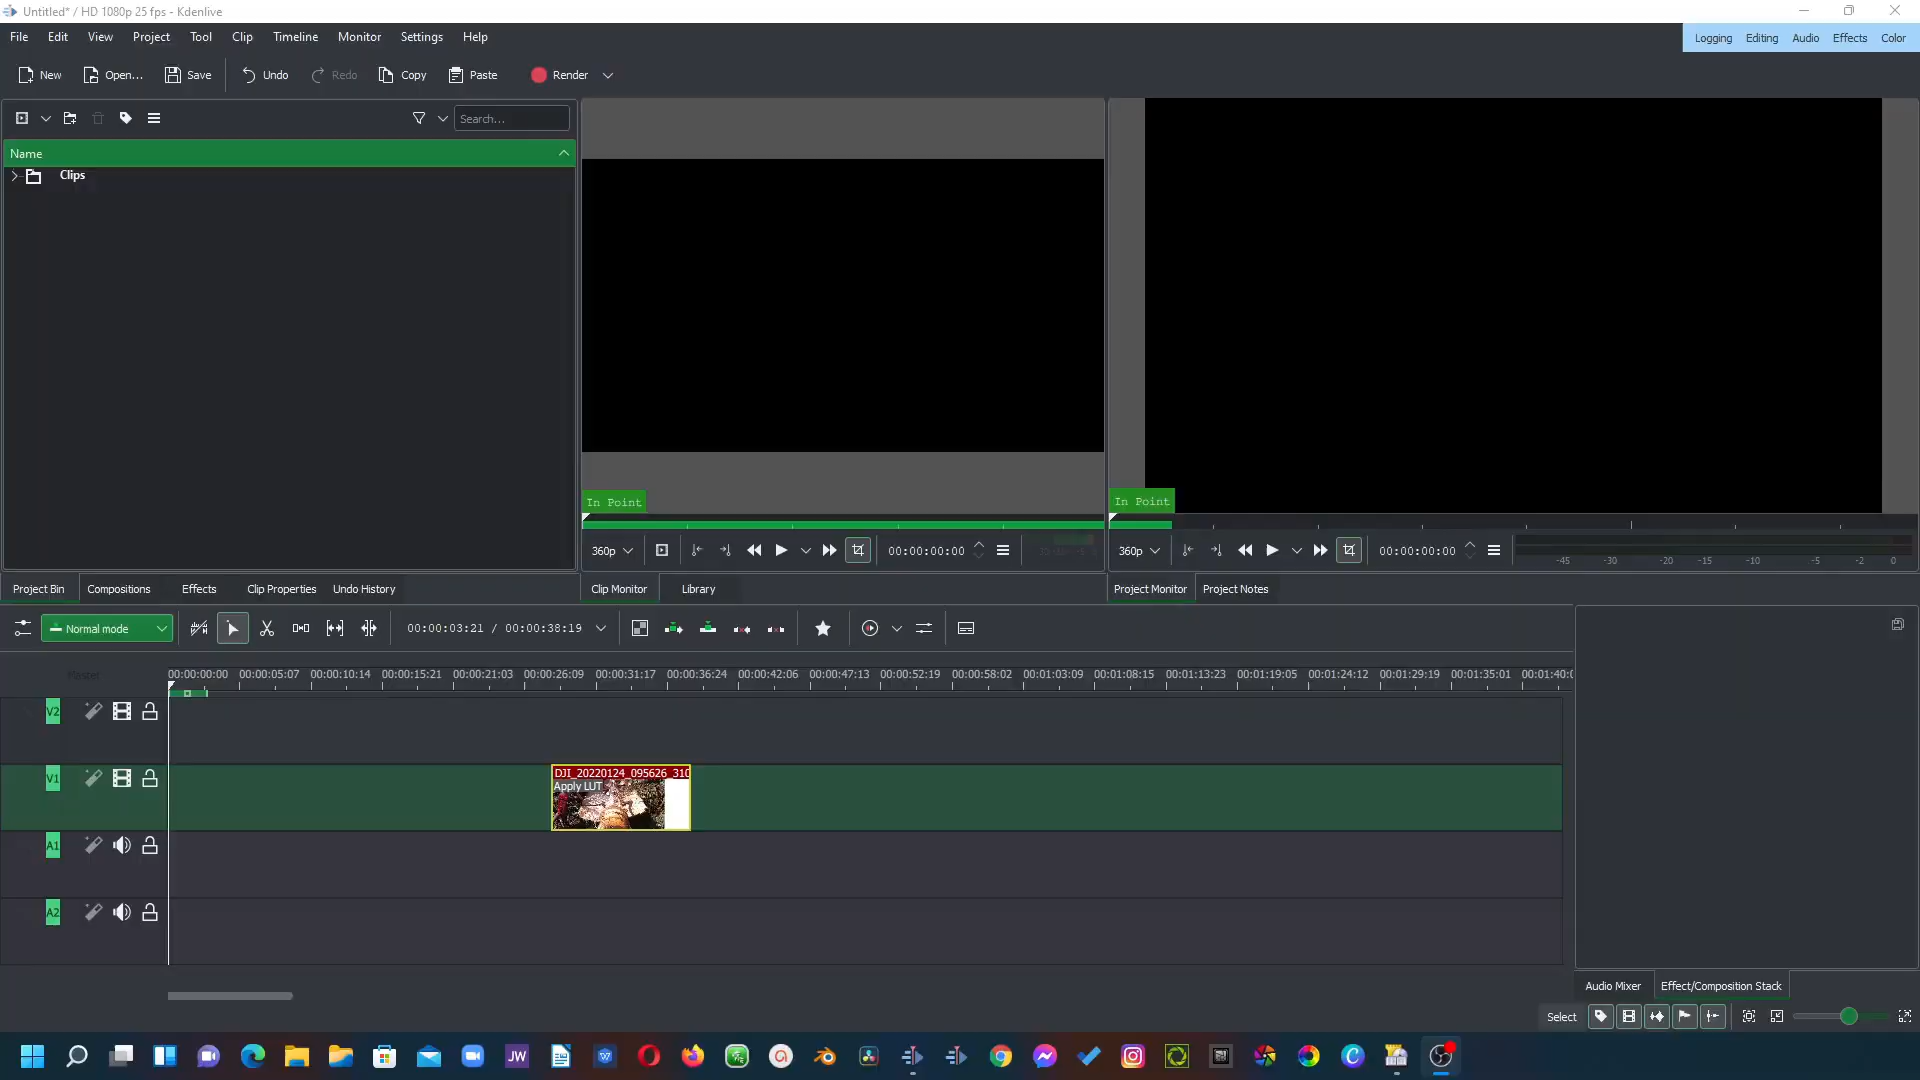 Untitled* / HD 1080p 25 fps - Kdenlive
File Edit View Project Tool Clip Timeline Monitor Settings Help
Logging Editing Audio Effects Color
New Open... Save Undo Redo Copy Paste Render
Search...
Name
Clips
In Point
In Point
360p 00:00:00:00
360p 00:00:00:00 -45 -30 -20 -15 -10 -5 -2 0
Project Bin Compositions Effects Clip Properties Undo History Clip Monitor Library Project Monitor Project Notes
Normal mode 00:00:03:21 / 00:00:38:19
Master
00:00:00:00 00:00:05:07 00:00:10:14 00:00:15:21 00:00:21:03 00:00:26:09 00:00:31:17 00:00:36:24 00:00:42:06 00:00:47:13 00:00:52:19 00:00:58:02 00:01:03:09 00:01:08:15 00:01:13:23 00:01:19:05 00:01:24:12 00:01:29:19 00:01:35:01 00:01:40:0
V2
V1
DJI_20220124_095626_310
Apply LUT
A1
A2
Audio Mixer Effect/Composition Stack
Select
JW